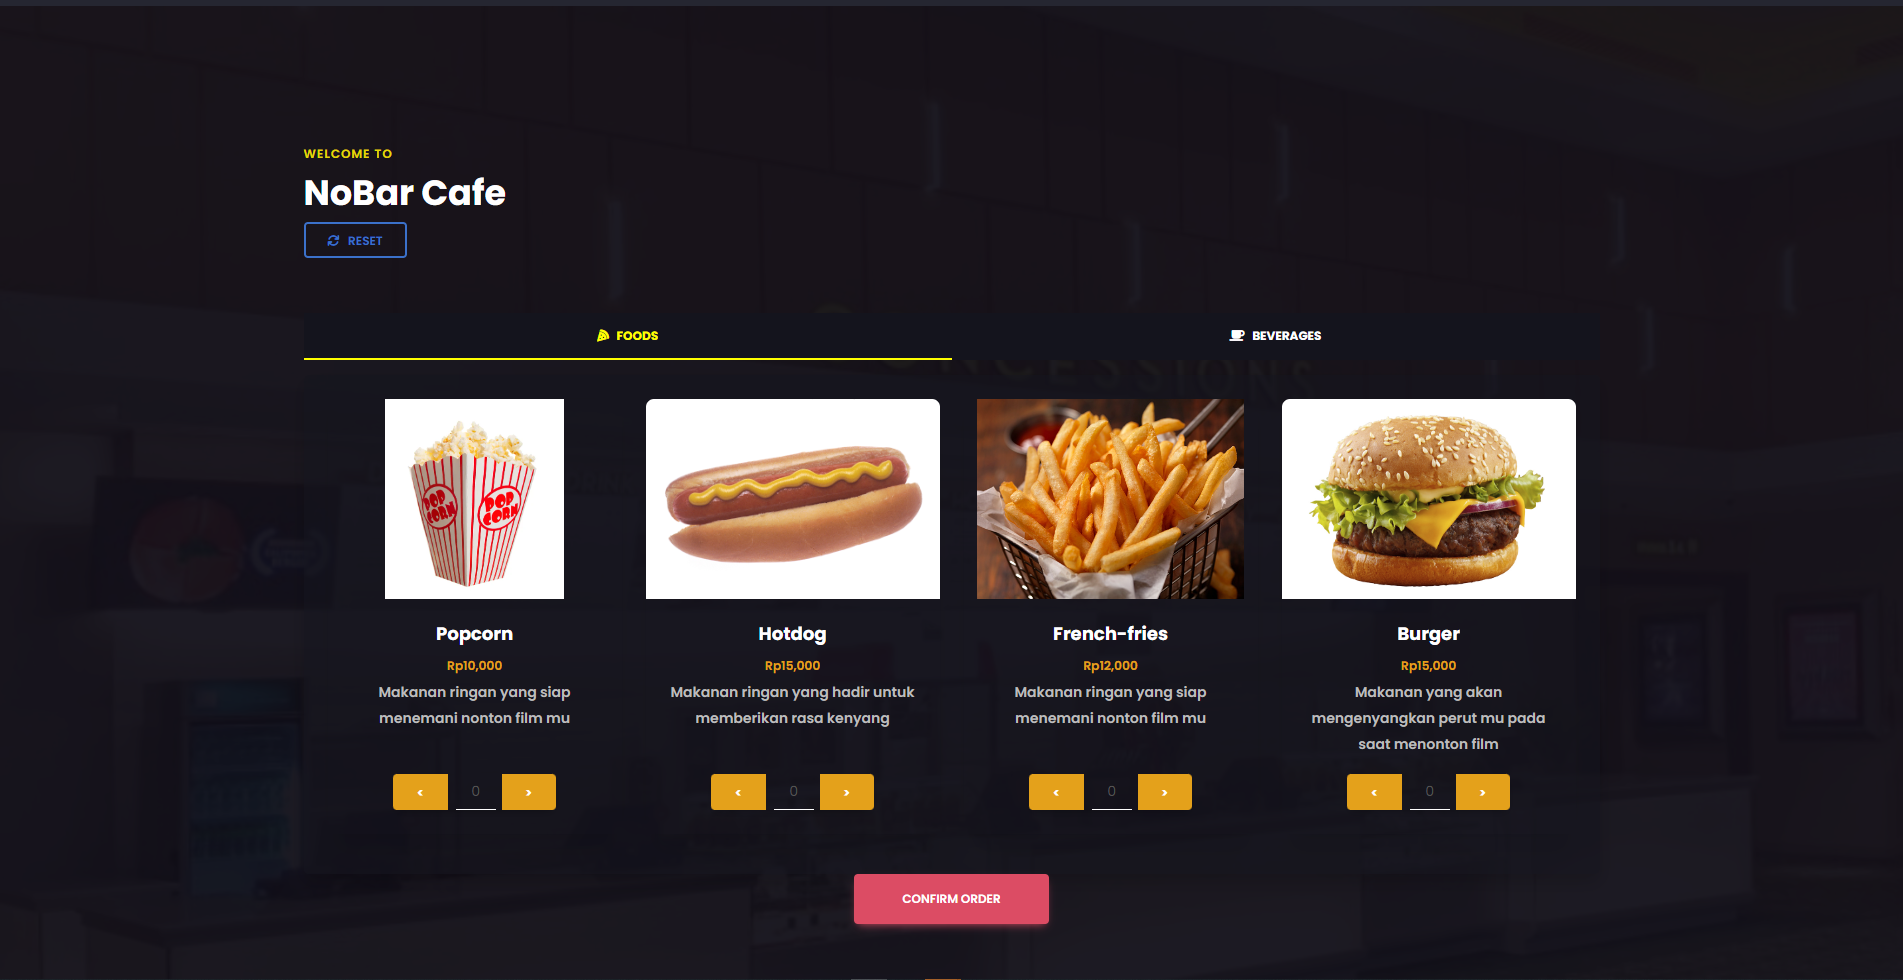 WELCOME TO
NoBar Cafe
RESET
FOODS
BEVERAGES
CESSIONS
POP CORN
POP CORN
Popcorn
Rp10,000
Makanan ringan yang siap
menemani nonton film mu
< 0 >
Hotdog
Rp15,000
Makanan ringan yang hadir untuk
memberikan rasa kenyang
< 0 >
French-fries
Rp12,000
Makanan ringan yang siap
menemani nonton film mu
< 0 >
Burger
Rp15,000
Makanan yang akan
mengenyangkan perut mu pada
saat menonton film
< 0 >
CONFIRM ORDER